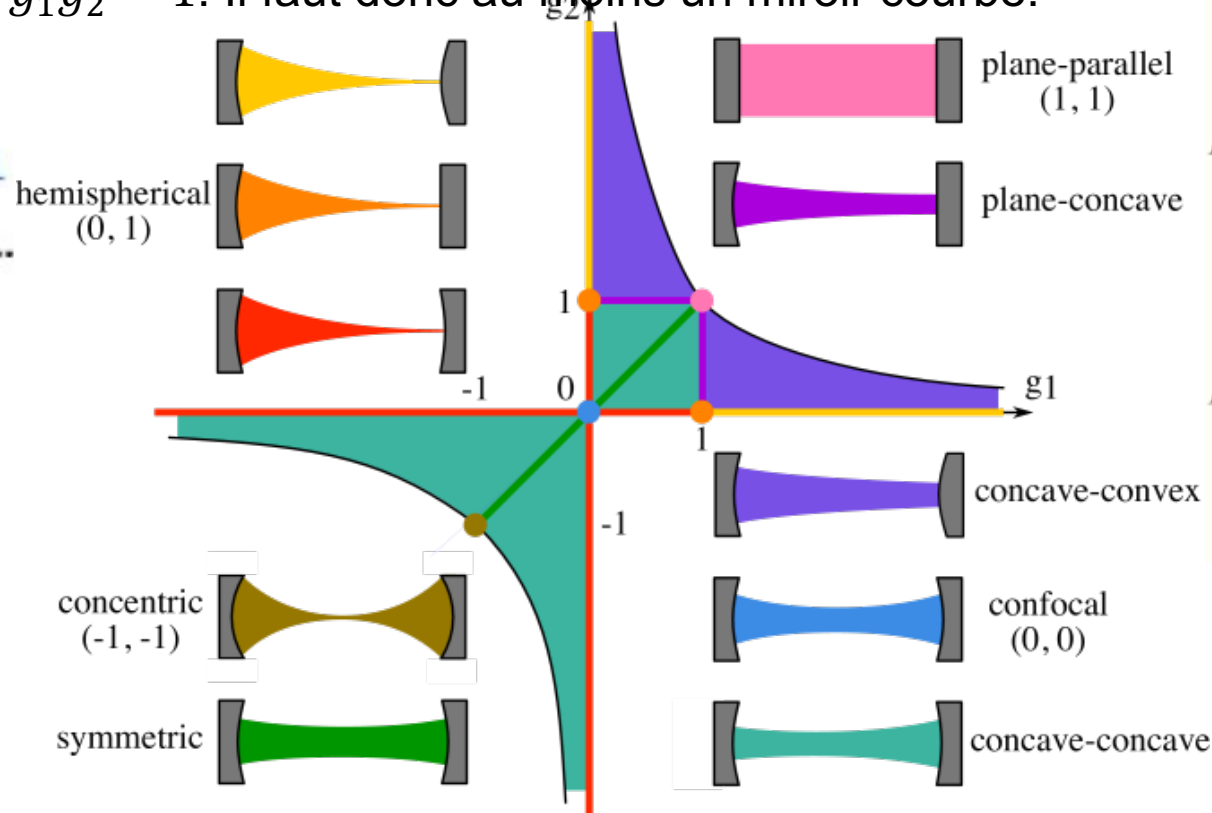 g1g2
1. Il faut donc au moins un miroir courbe.
g2
plane-parallel
(1, 1)
hemispherical
(0, 1)
plane-concave
1
-1
0
g1
1
concave-convex
-1
concentric
(-1, -1)
confocal
(0, 0)
symmetric
concave-concave